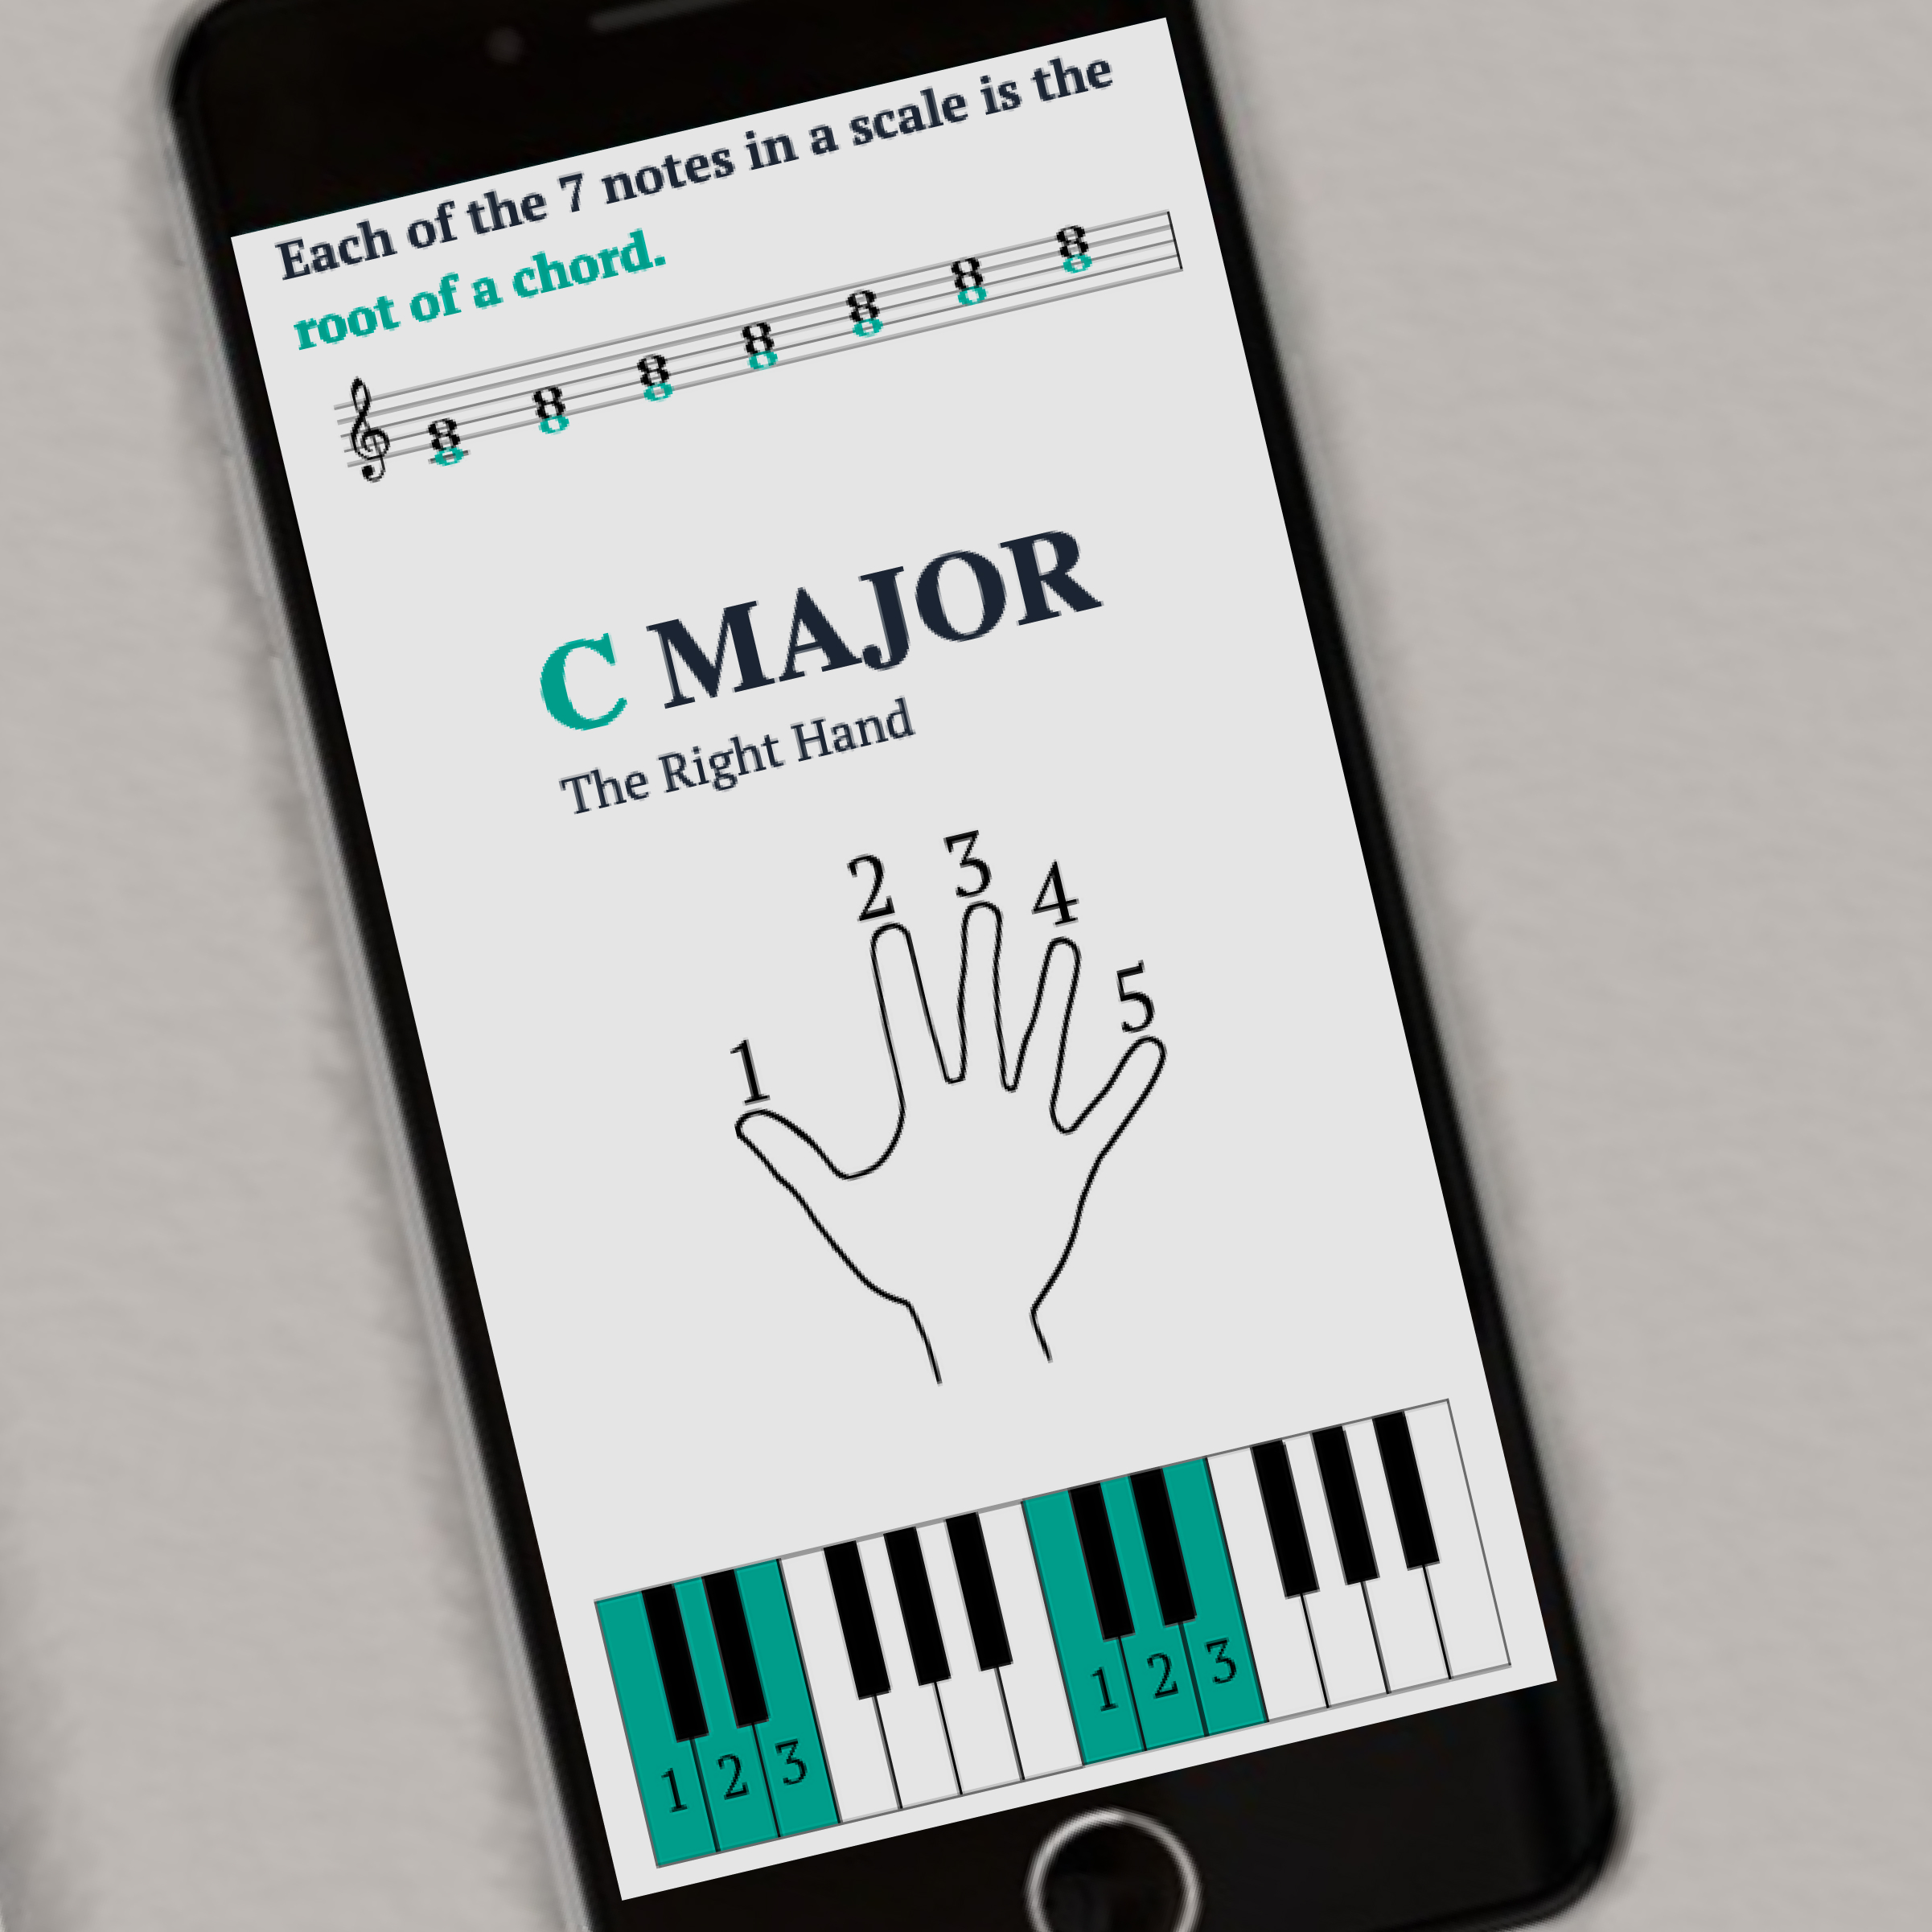 Each of the 7 notes in a scale is the
root of a chord.
C MAJOR
The Right Hand
1 2 3 4 5
1 2 3 1 2 3